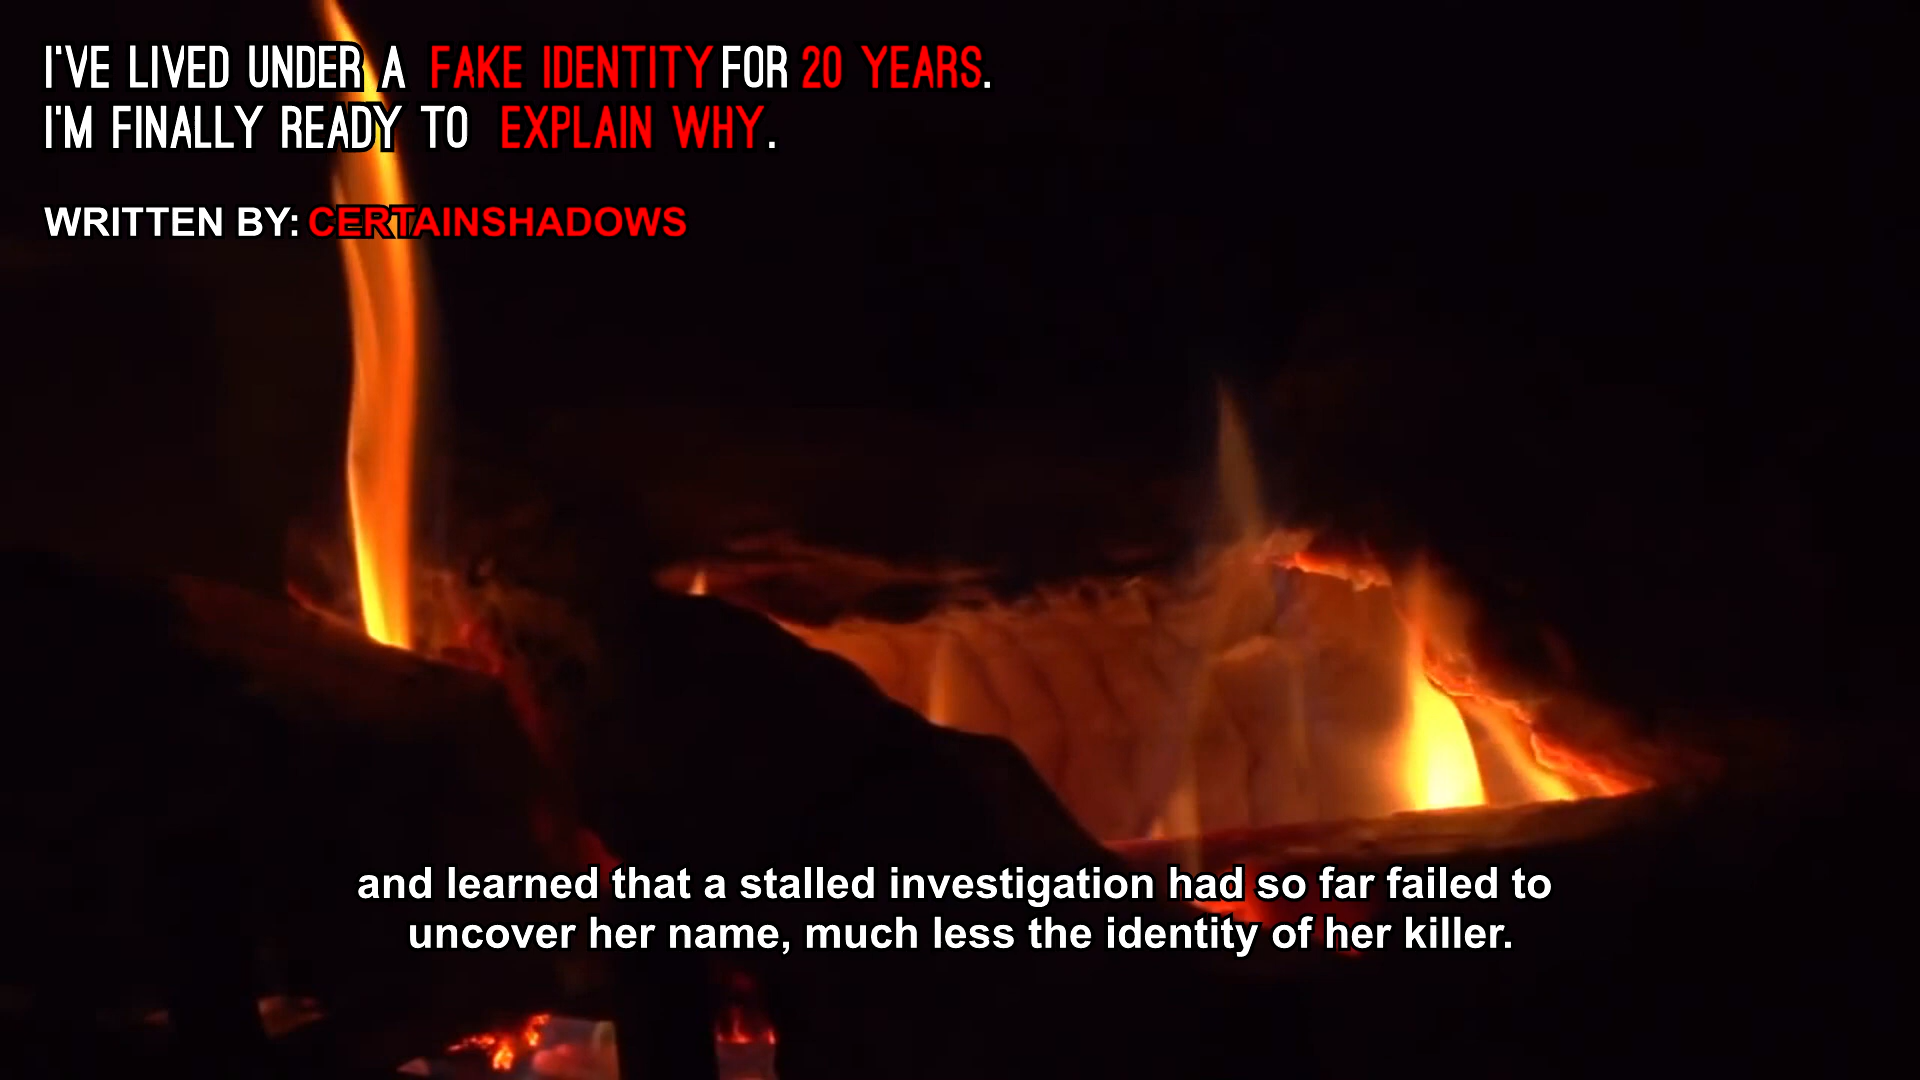 I'VE LIVED UNDER A FAKE IDENTITY FOR 20 YEARS.
I'M FINALLY READY TO EXPLAIN WHY.
WRITTEN BY: CERTAINSHADOWS
and learned that a stalled investigation had so far failed to
uncover her name, much less the identity of her killer.